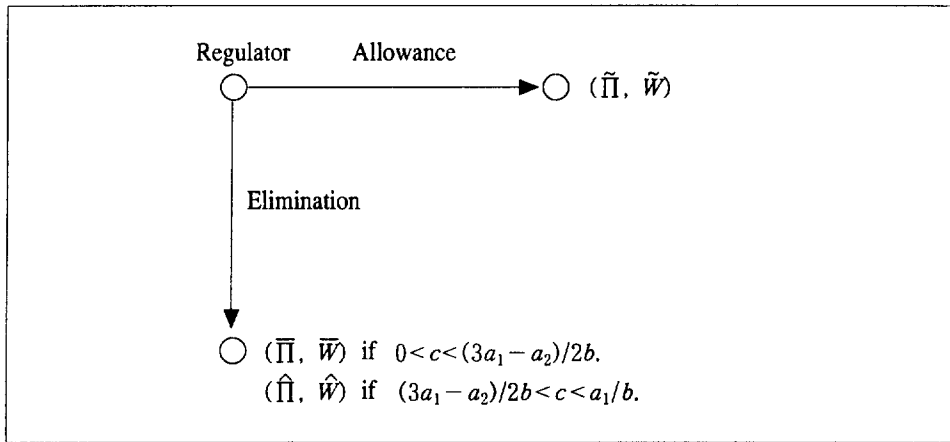 Regulator Allowance
(Π̃, W̃)
Elimination
(Π̅, W̅) if 0<c<(3a₁−a₂)/2b.
(Π̂, Ŵ) if (3a₁−a₂)/2b<c<a₁/b.